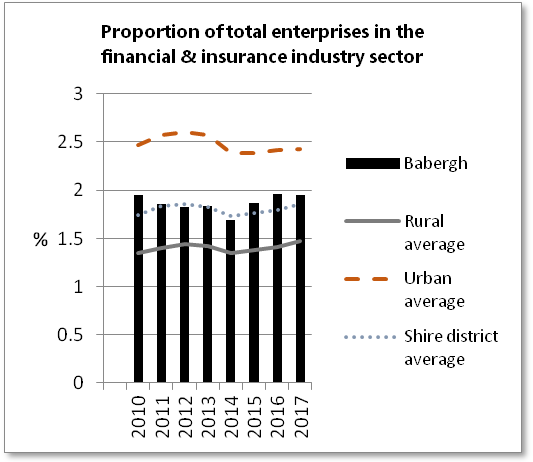 Proportion of total enterprises in the
financial & insurance industry sector
3
2.5
2
1.5
1
0.5
0
%
2010
2011
2012
2013
2014
2015
2016
2017
Babergh
Rural
average
Urban
average
Shire district
average